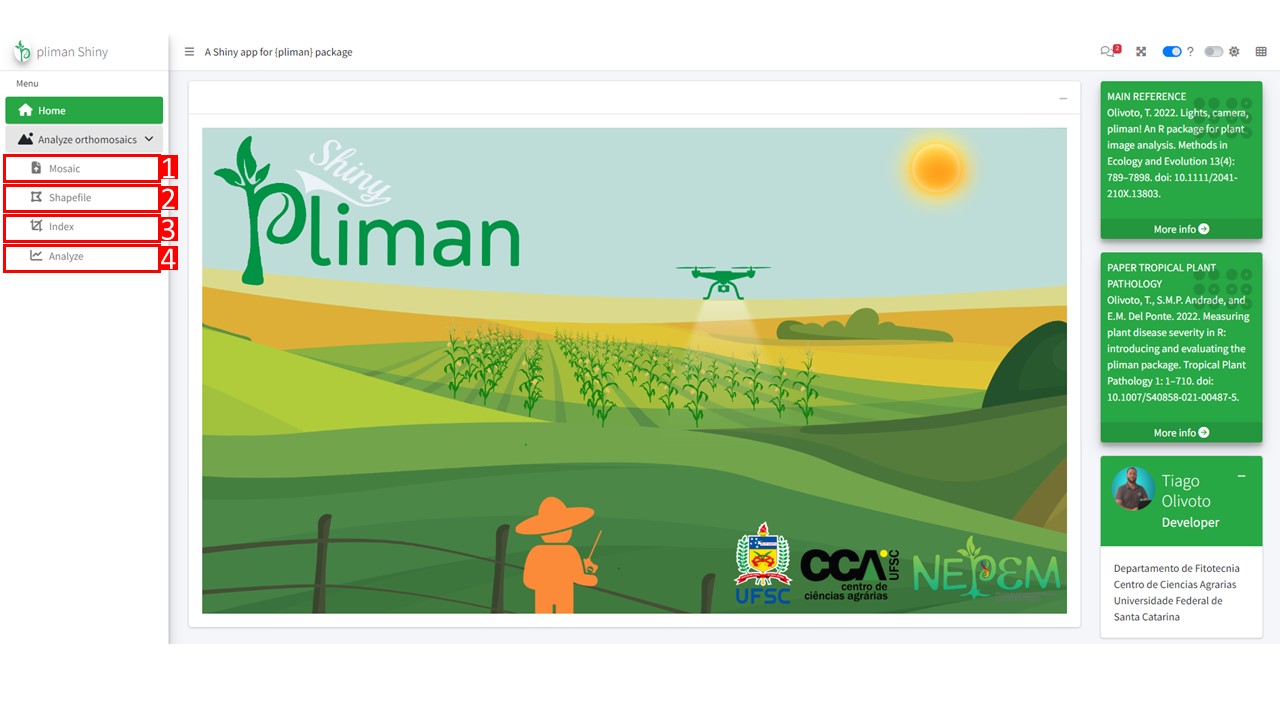 pliman Shiny
A Shiny app for {pliman} package
2
?
Menu
Home
Analyze orthomosaics
Mosaic
1
Shapefile
2
Index
3
Analyze
4
Shiny
pliman
UFSC
CCA UFSC
centro de
ciências agrárias
NEPEM
MAIN REFERENCE
Olivoto, T. 2022. Lights, camera,
pliman! An R package for plant
image analysis. Methods in
Ecology and Evolution 13(4):
789–7898. doi: 10.1111/2041-
210X.13803.
More info
PAPER TROPICAL PLANT
PATHOLOGY
Olivoto, T., S.M.P. Andrade, and
E.M. Del Ponte. 2022. Measuring
plant disease severity in R:
introducing and evaluating the
pliman package. Tropical Plant
Pathology 1: 1–710. doi:
10.1007/S40858-021-00487-5.
More info
Tiago
Olivoto
Developer
Departamento de Fitotecnia
Centro de Ciencias Agrarias
Universidade Federal de
Santa Catarina